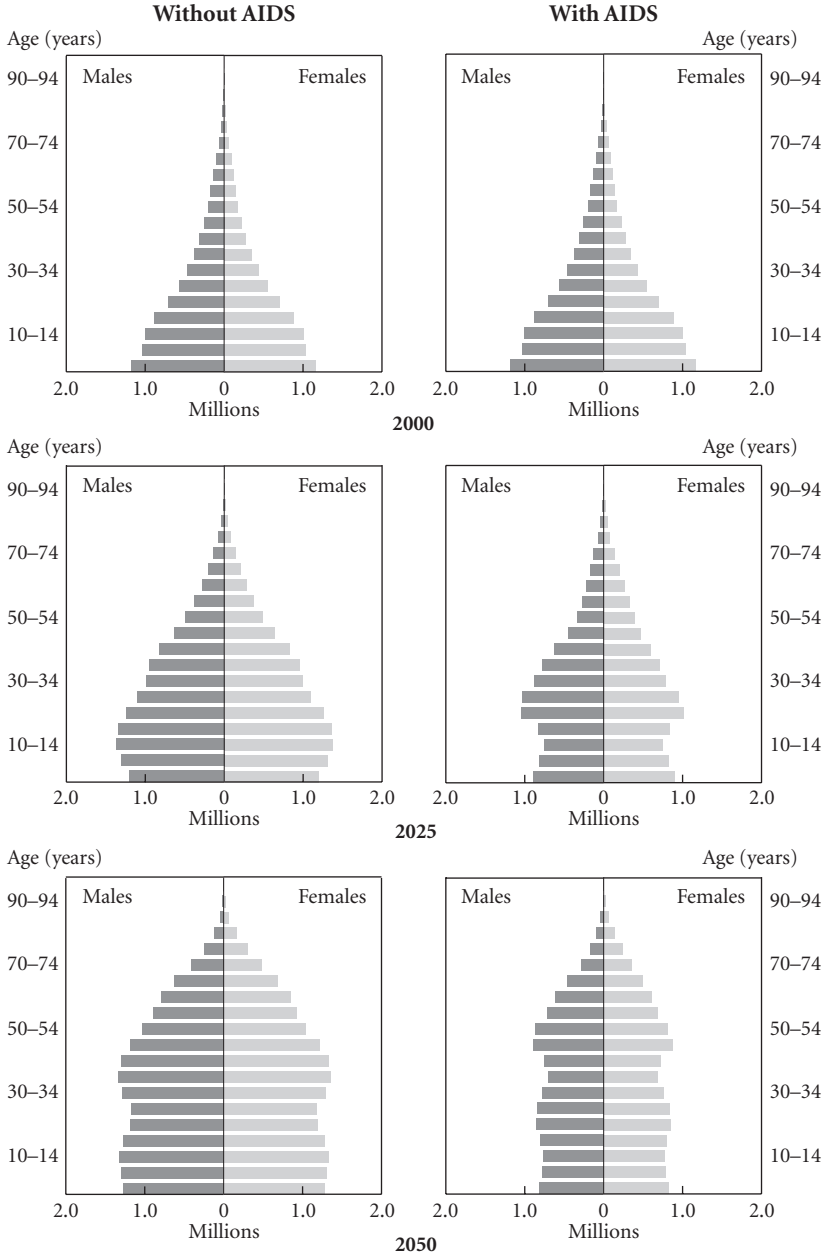 Without AIDS With AIDS
Age (years) Age (years)
90–94 Males Females Males Females 90–94
70–74 70–74
50–54 50–54
30–34 30–34
10–14 10–14
2.0 1.0 0 1.0 2.0 2.0 1.0 0 1.0 2.0
Millions Millions
2000
Age (years) Age (years)
90–94 Males Females Males Females 90–94
70–74 70–74
50–54 50–54
30–34 30–34
10–14 10–14
2.0 1.0 0 1.0 2.0 2.0 1.0 0 1.0 2.0
Millions Millions
2025
Age (years) Age (years)
90–94 Males Females Males Females 90–94
70–74 70–74
50–54 50–54
30–34 30–34
10–14 10–14
2.0 1.0 0 1.0 2.0 2.0 1.0 0 1.0 2.0
Millions Millions
2050